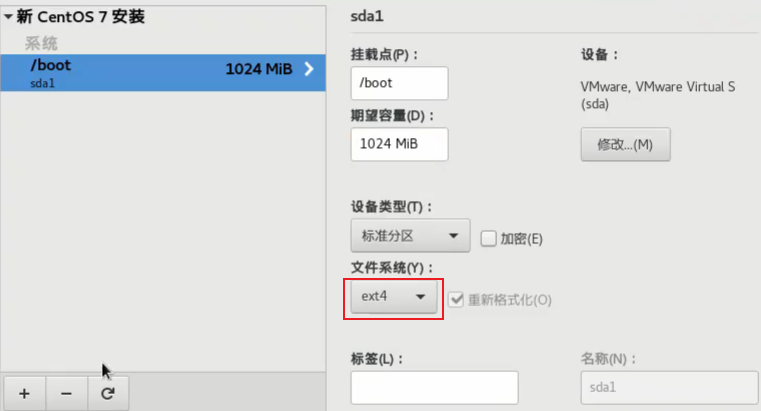 新 CentOS 7 安装
系统
/boot
1024 MiB
sda1
sda1
挂载点(P)：
/boot
设备：
VMware, VMware Virtual S
(sda)
期望容量(D)：
1024 MiB
修改...(M)
设备类型(T)：
标准分区
加密(E)
文件系统(Y)：
ext4
重新格式化(O)
标签(L)：
名称(N)：
sda1